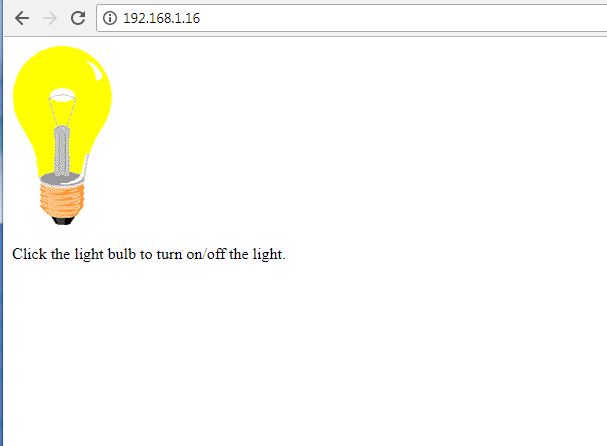 192.168.1.16
Click the light bulb to turn on/off the light.